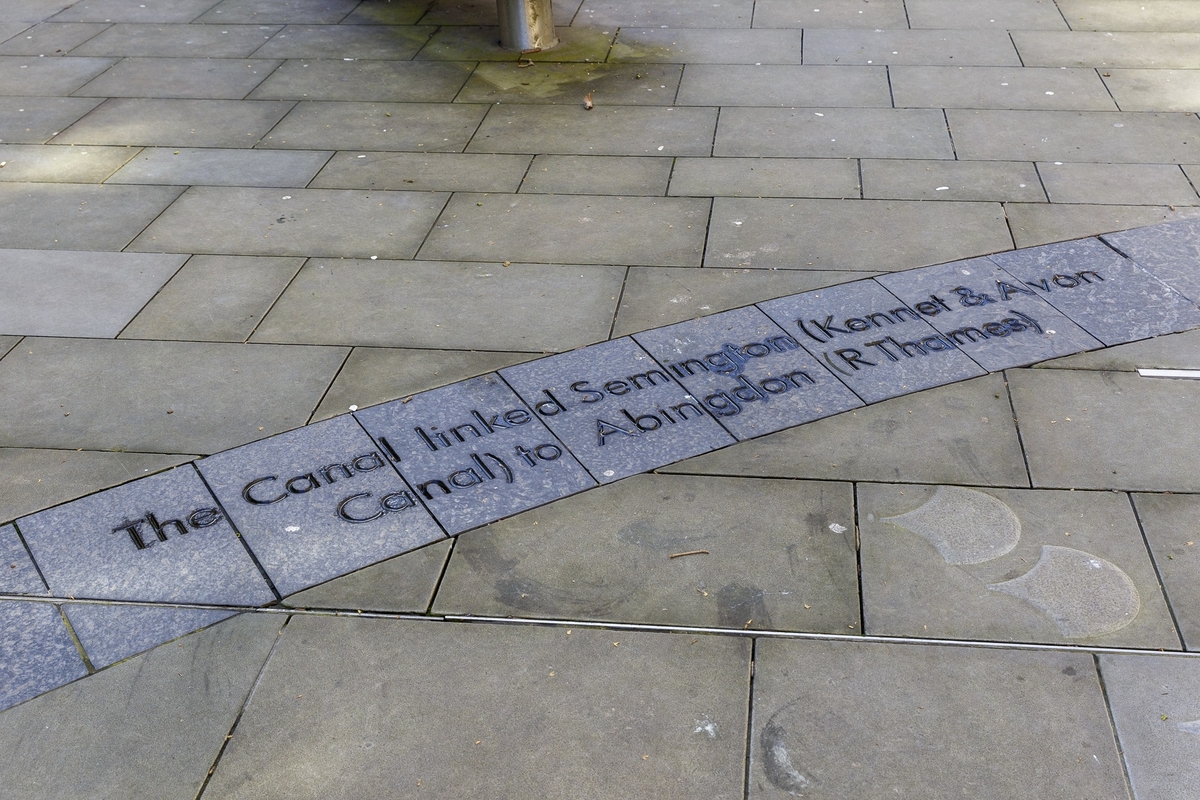 The Canal linked Semington (Kennet & Avon
Canal) to Abingdon (R Thames)